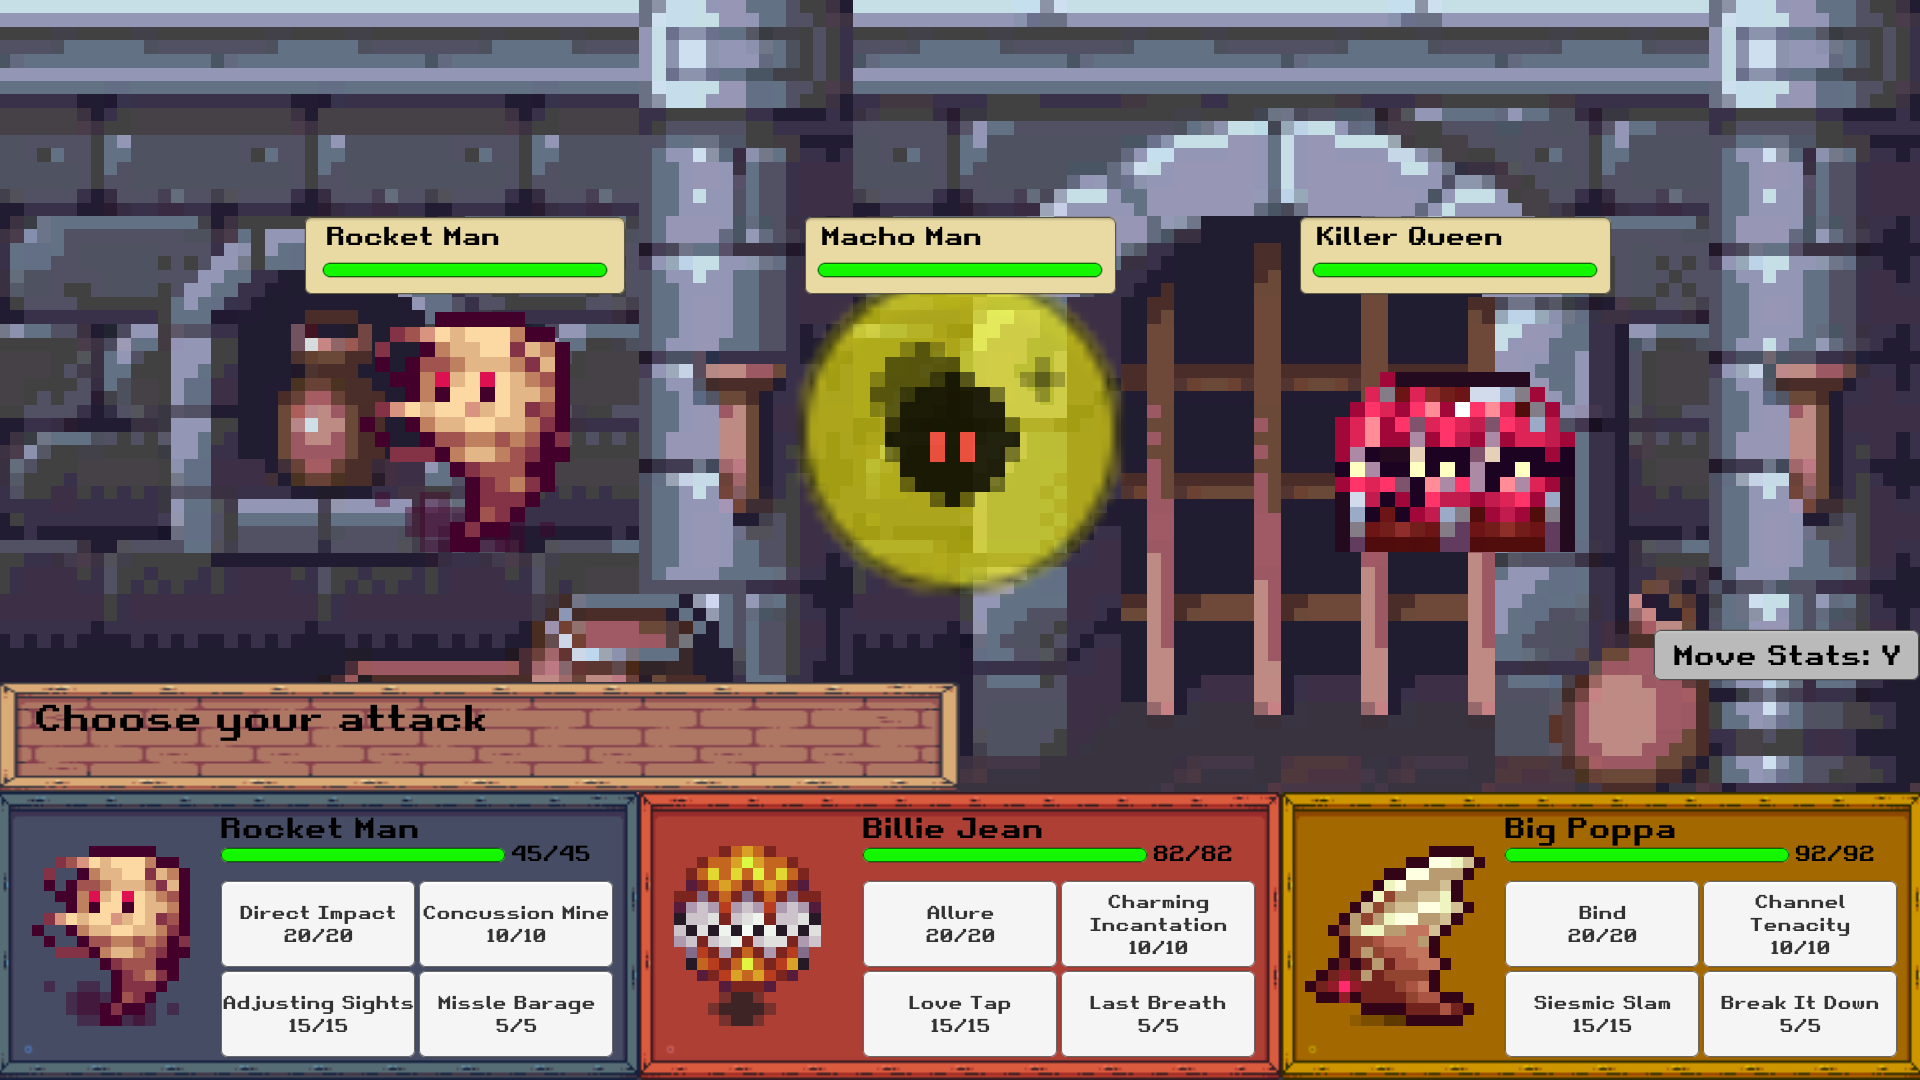 Rocket Man
Macho Man
Killer Queen
Move Stats: Y
Choose your attack
Rocket Man
45/45
Direct Impact
20/20
Concussion Mine
10/10
Adjusting Sights
15/15
Missle Barage
5/5
Billie Jean
82/82
Allure
20/20
Charming
Incantation
10/10
Love Tap
15/15
Last Breath
5/5
Big Poppa
92/92
Bind
20/20
Channel
Tenacity
10/10
Siesmic Slam
15/15
Break It Down
5/5